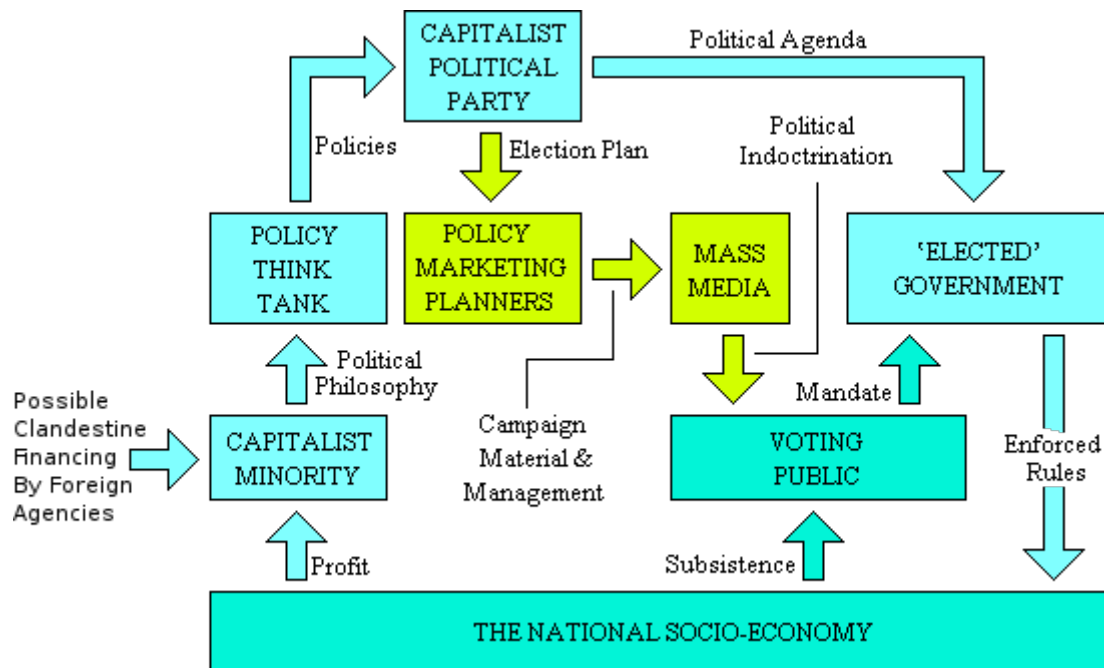 CAPITALIST
POLITICAL
PARTY
Political Agenda
Policies
Election Plan
Political
Indoctrination
POLICY
THINK
TANK
POLICY
MARKETING
PLANNERS
MASS
MEDIA
‘ELECTED’
GOVERNMENT
Political
Philosophy
Mandate
Possible
Clandestine
Financing
By Foreign
Agencies
CAPITALIST
MINORITY
Campaign
Material &
Management
VOTING
PUBLIC
Enforced
Rules
Profit
Subsistence
THE NATIONAL SOCIO-ECONOMY